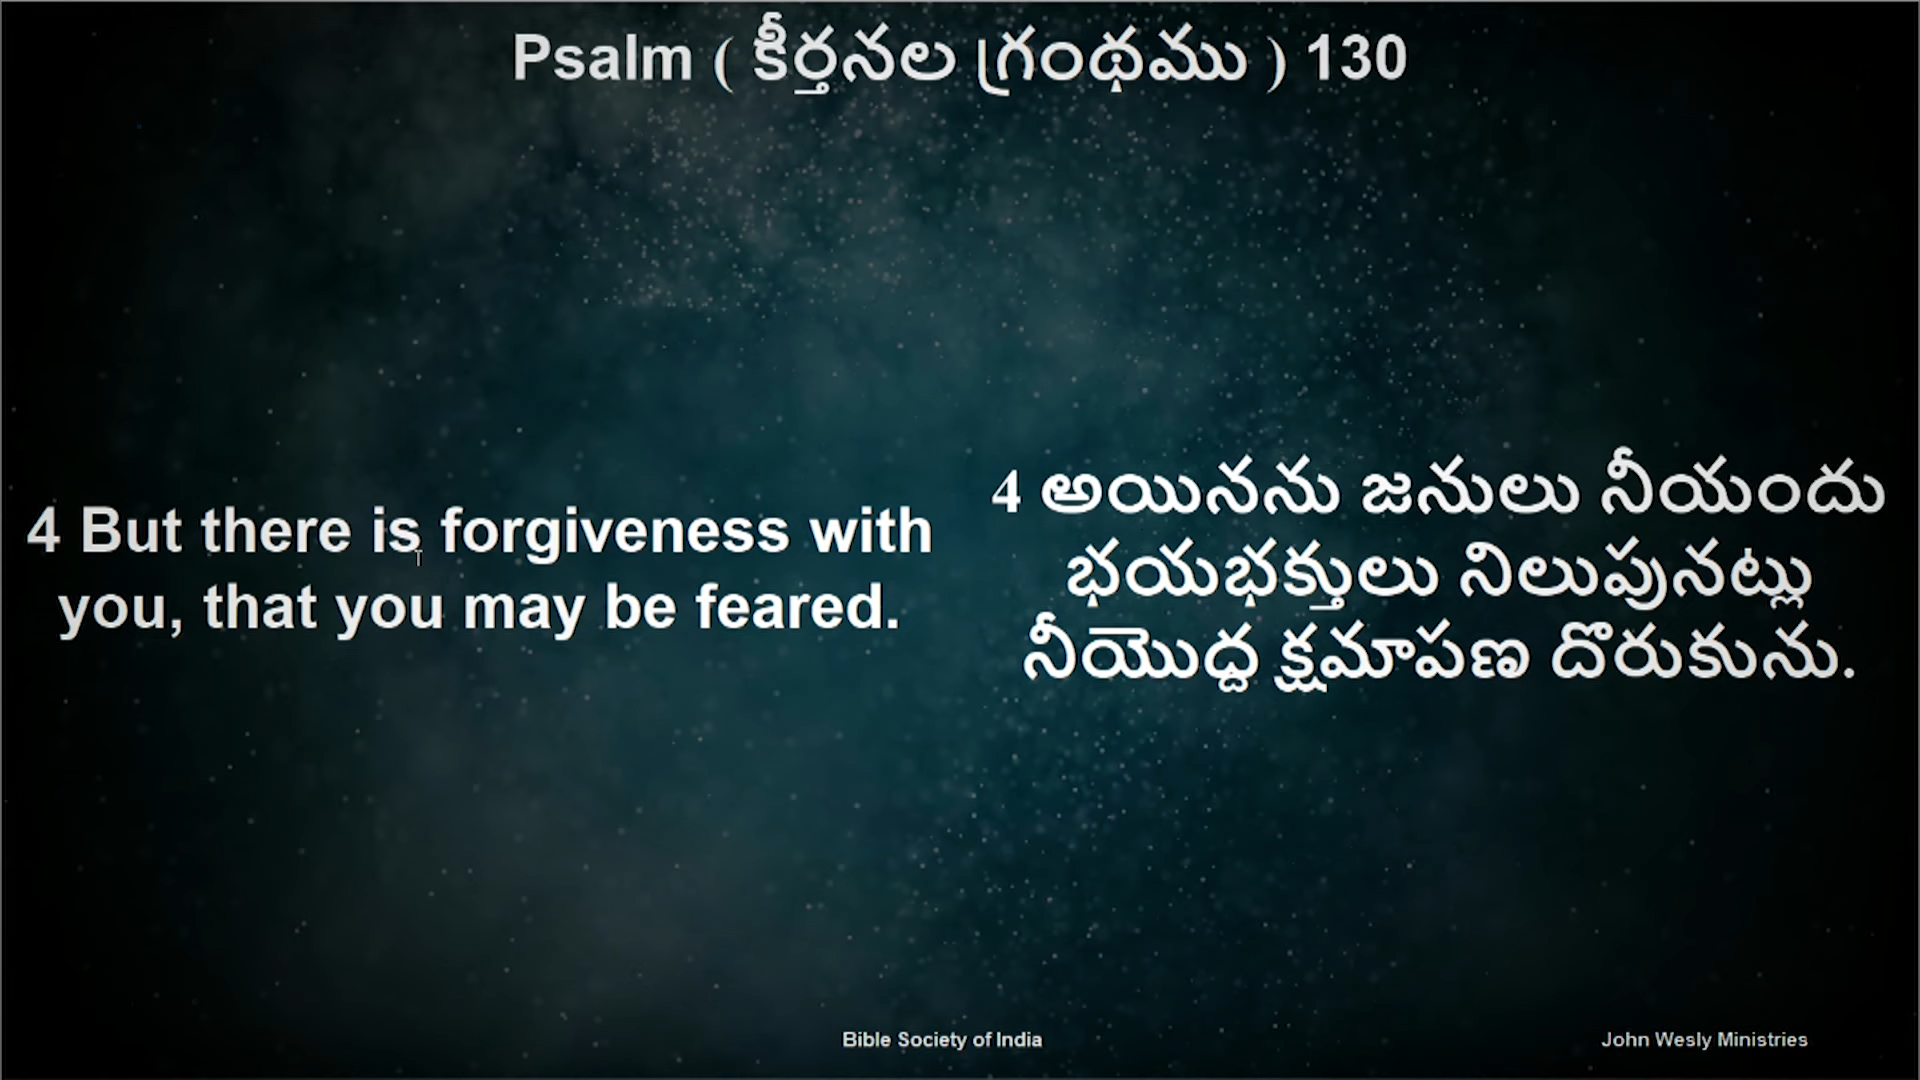 Psalm ( కీర్తనల గ్రంథము ) 130
4 But there is forgiveness with
you, that you may be feared.
4 అయినను జనులు నీయందు
భయభక్తులు నిలుపునట్లు
నీయొద్ద క్షమాపణ దొరుకును.
Bible Society of India
John Wesly Ministries